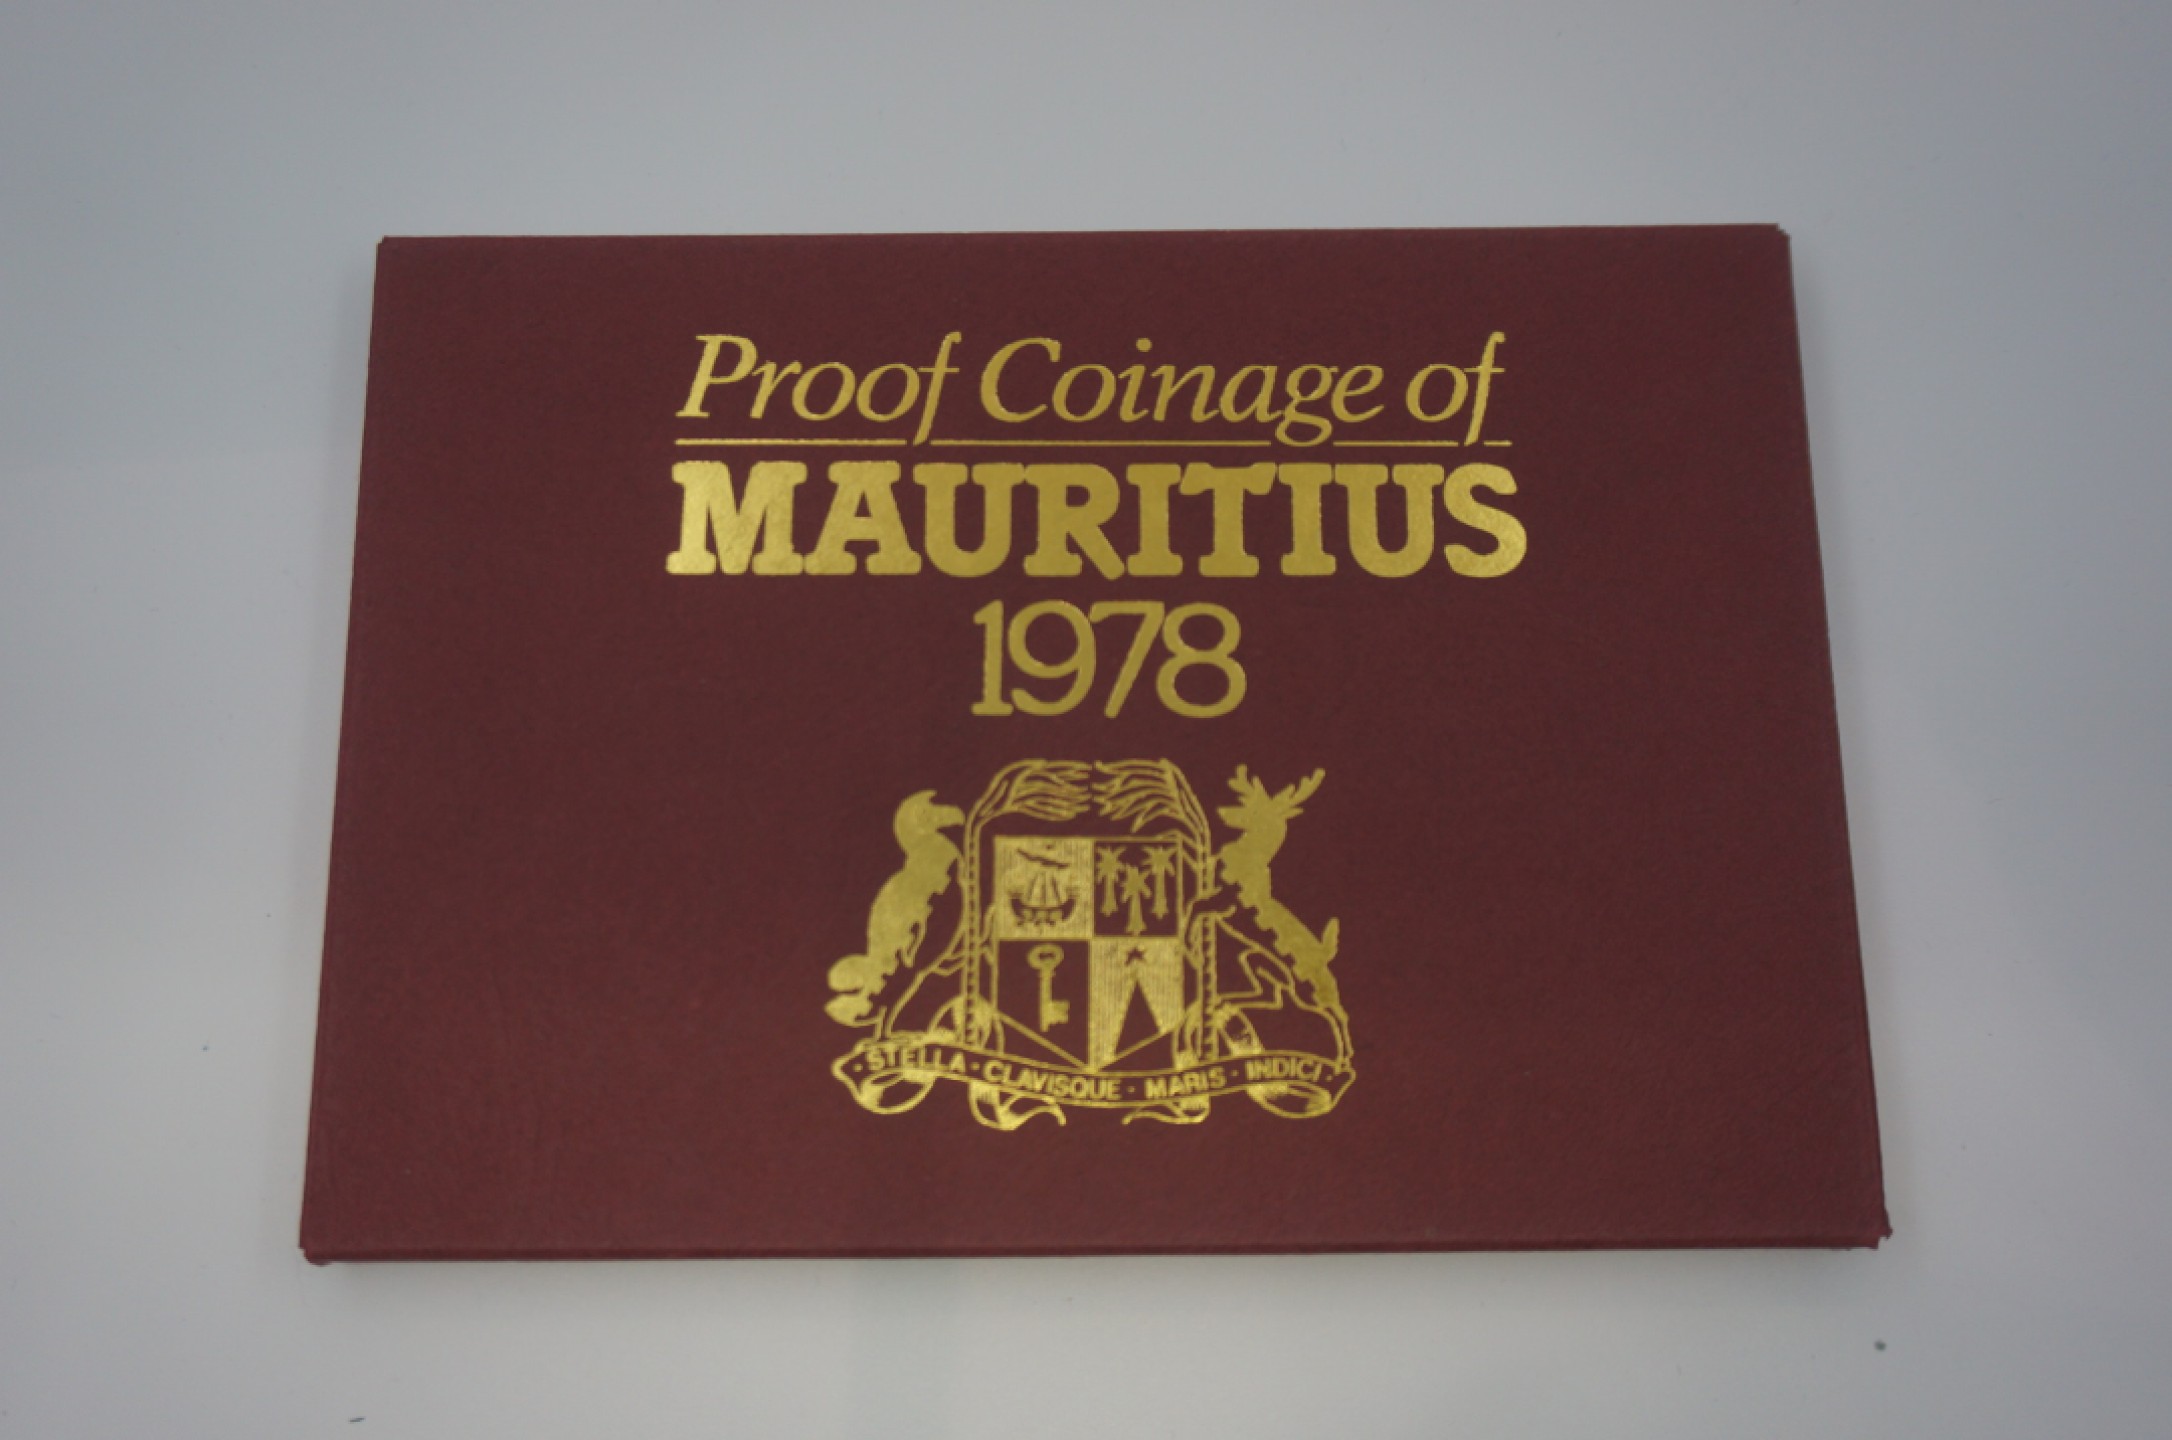 Proof Coinage of
MAURITIUS
1978
· STELLA · CLAVISQUE · MARIS · INDICI ·